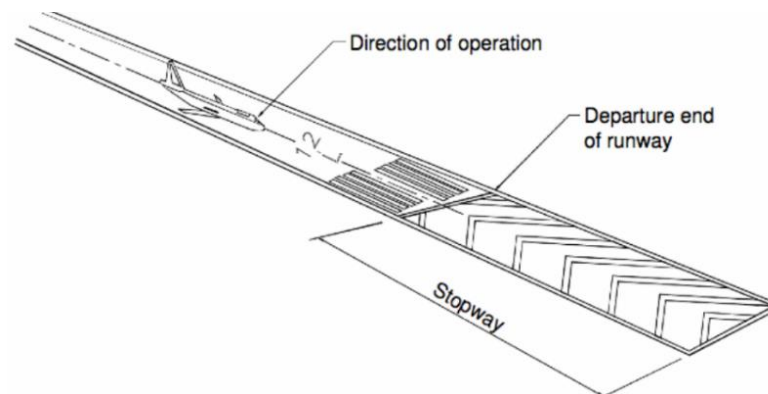 Direction of operation
Departure end
of runway
12
L
Stopway